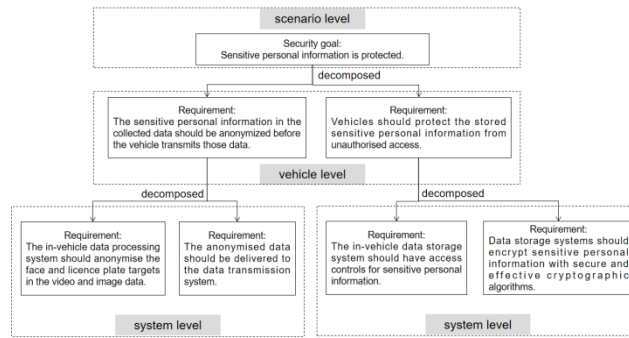 scenario level
Security goal:
Sensitive personal information is protected.
decomposed
Requirement:
The sensitive personal information in the
collected data should be anonymized before
the vehicle transmits those data.
Requirement:
Vehicles should protect the stored
sensitive personal information from
unauthorised access.
vehicle level
decomposed
decomposed
Requirement:
The in-vehicle data processing
system should anonymise the
face and licence plate targets
in the video and image data.
Requirement:
The anonymised data
should be delivered to
the data transmission
system.
Requirement:
The in-vehicle data storage
system should have access
controls for sensitive personal
information.
Requirement:
Data storage systems should
encrypt sensitive personal
information with secure and
effective cryptographic
algorithms.
system level
system level